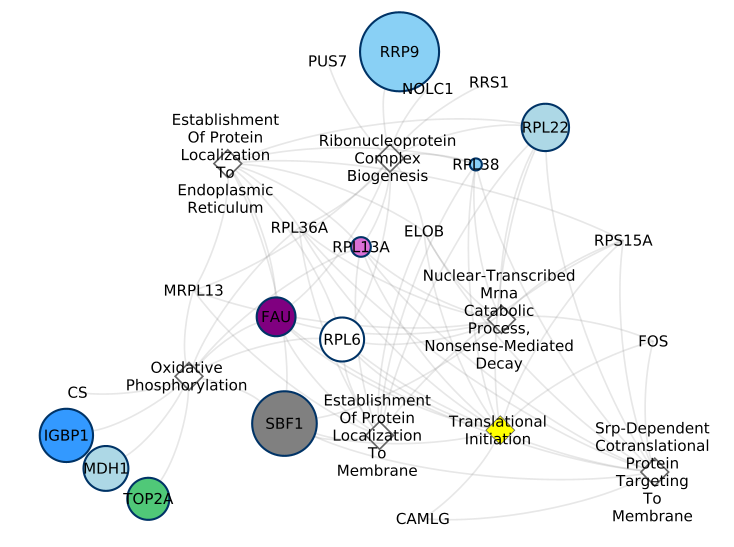 RRP9
PUS7
NOLC1
RRS1
Establishment
Of Protein
Localization
To
Endoplasmic
Reticulum
RPL22
Ribonucleoprotein
Complex
Biogenesis
RPL38
RPL36A
RPL13A
ELOB
RPS15A
Nuclear-Transcribed
Mrna
Catabolic
Process,
Nonsense-Mediated
Decay
MRPL13
FAU
RPL6
FOS
Oxidative
Phosphorylation
CS
IGBP1
MDH1
TOP2A
SBF1
Establishment
Of Protein
Localization
To
Membrane
Translational
Initiation
Srp-Dependent
Cotranslational
Protein
Targeting
To
Membrane
CAMLG